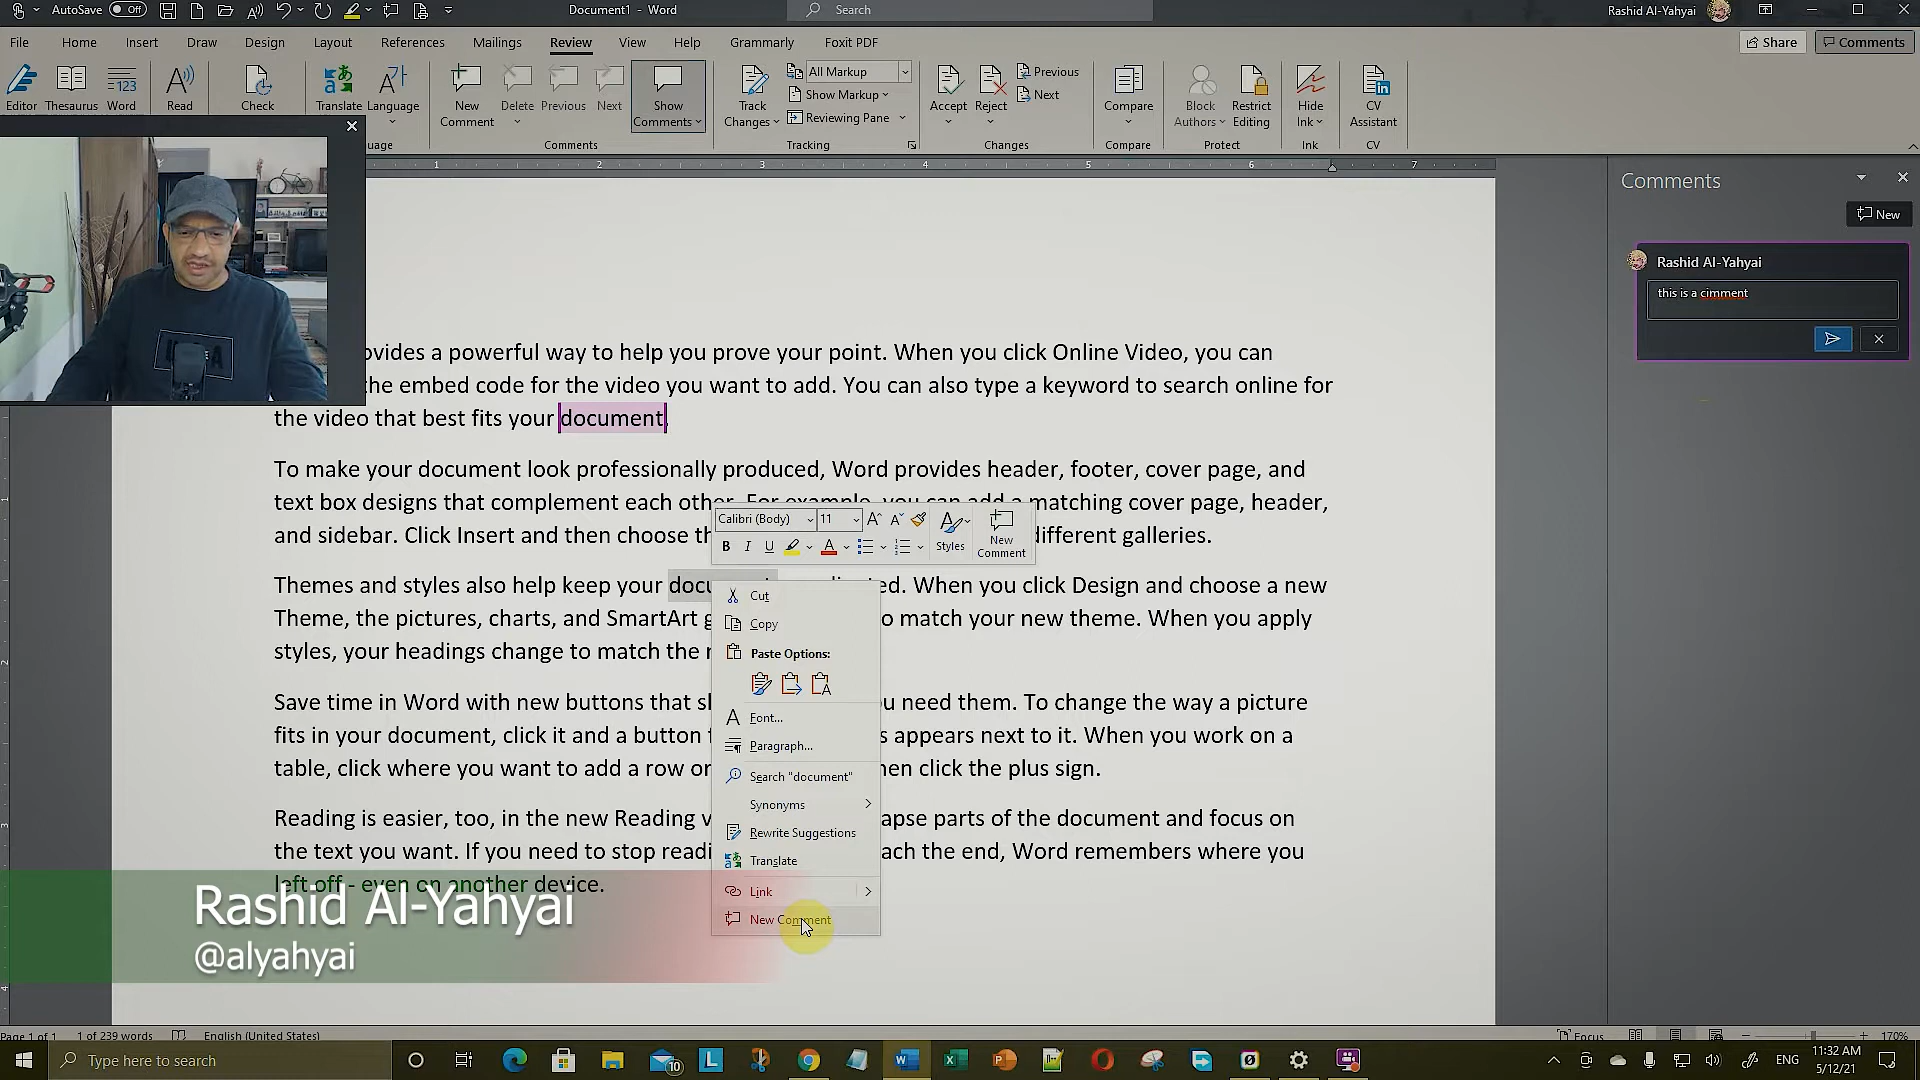 AutoSave Off Document1 - Word Search Rashid Al-Yahyai
File Home Insert Draw Design Layout References Mailings Review View Help Grammarly Foxit PDF Share Comments
Editor Thesaurus Word Read Check Translate Language New Comment Delete Previous Next Show Comments Track Changes All Markup Show Markup Reviewing Pane Accept Reject Previous Next Compare Block Authors Restrict Editing Hide Ink CV Assistant
Comments Tracking Changes Compare Protect Ink CV
1 2 3 4 5 6 7
Comments
New
Rashid Al-Yahyai
this is a cimment
ovides a powerful way to help you prove your point. When you click Online Video, you can
the embed code for the video you want to add. You can also type a keyword to search online for
the video that best fits your document.
To make your document look professionally produced, Word provides header, footer, cover page, and
text box designs that complement each other. For example, you can add a matching cover page, header,
and sidebar. Click Insert and then choose th different galleries.
Calibri (Body) 11
B I U Styles New Comment
Themes and styles also help keep your When you click Design and choose a new
Theme, the pictures, charts, and SmartArt o match your new theme. When you apply
styles, your headings change to match the
Save time in Word with new buttons that need them. To change the way a picture
fits in your document, click it and a button s appears next to it. When you work on a
table, click where you want to add a row or click the plus sign.
Reading is easier, too, in the new Reading apse parts of the document and focus on
the text you want. If you need to stop the end, Word remembers where you
left off - even on another device.
Cut
Copy
Paste Options:
Font...
Paragraph...
Search "document"
Synonyms
Rewrite Suggestions
Translate
Link
New Comment
Rashid Al-Yahyai
@alyahyai
Page 1 of 1 1 of 239 words English (United States) Focus 170%
Type here to search 10 ENG 11:32 AM
5/12/21